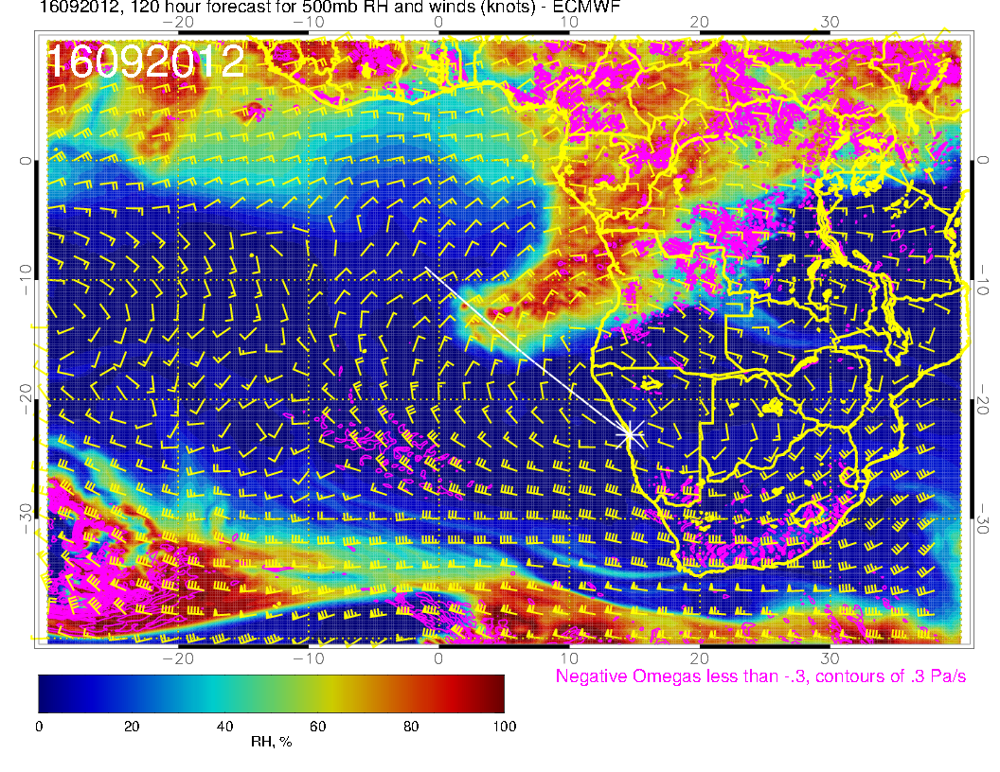 16092012, 120 hour forecast for 500mb RH and winds (knots) - ECMWF
−20 −10 0 10 20 30
16092012
0 0
−10 −10
−20 −20
−30 −30
−20 −10 0 10 20 30
Negative Omegas less than -.3, contours of .3 Pa/s
0 20 40 60 80 100
RH, %